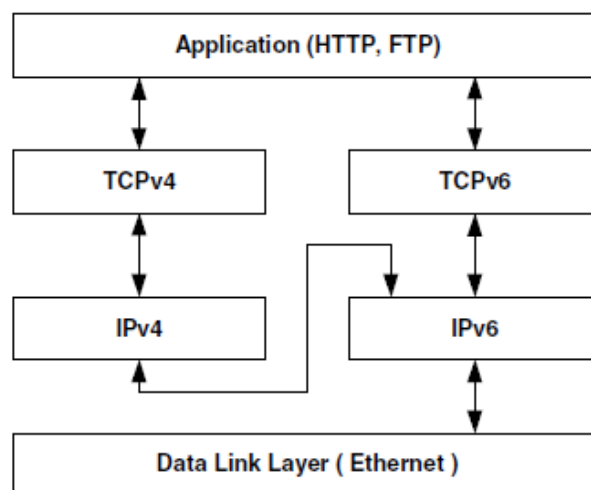 Application (HTTP, FTP)
TCPv4
TCPv6
IPv4
IPv6
Data Link Layer ( Ethernet )